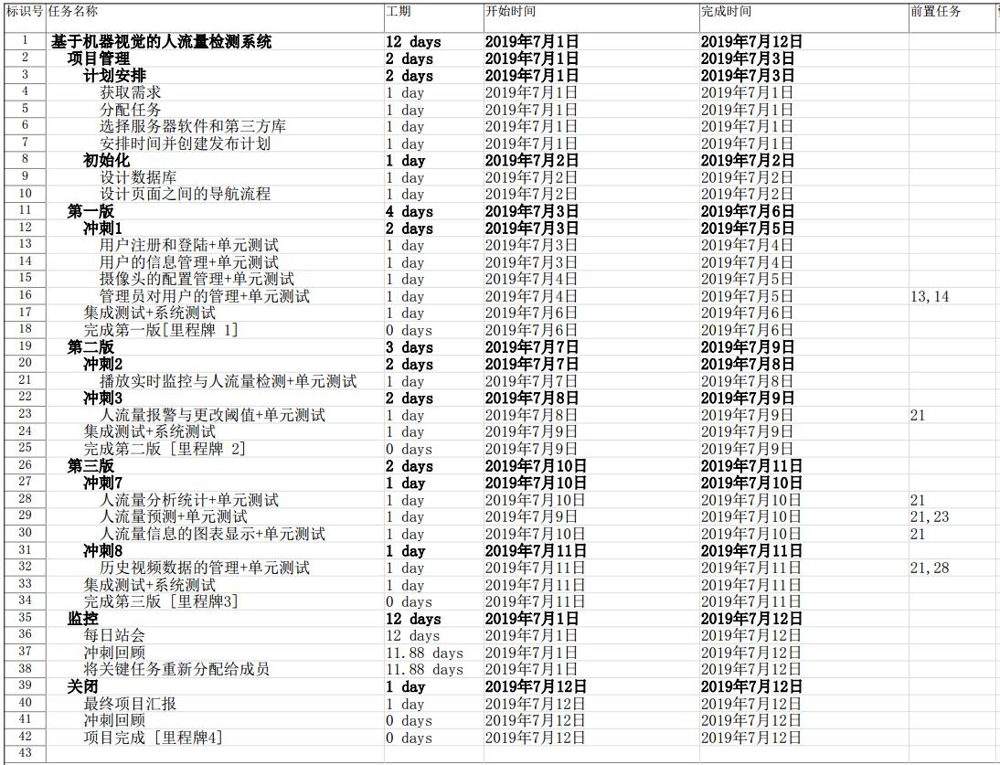 标识号 任务名称 工期 开始时间 完成时间 前置任务
1 基于机器视觉的人流量检测系统 12 days 2019年7月1日 2019年7月12日
2 项目管理 2 days 2019年7月1日 2019年7月3日
3 计划安排 2 days 2019年7月1日 2019年7月3日
4 获取需求 1 day 2019年7月1日 2019年7月1日
5 分配任务 1 day 2019年7月1日 2019年7月1日
6 选择服务器软件和第三方库 1 day 2019年7月1日 2019年7月1日
7 安排时间并创建发布计划 1 day 2019年7月1日 2019年7月1日
8 初始化 1 day 2019年7月2日 2019年7月2日
9 设计数据库 1 day 2019年7月2日 2019年7月2日
10 设计页面之间的导航流程 1 day 2019年7月2日 2019年7月2日
11 第一版 4 days 2019年7月3日 2019年7月6日
12 冲刺1 2 days 2019年7月3日 2019年7月5日
13 用户注册和登陆+单元测试 1 day 2019年7月3日 2019年7月4日
14 用户的信息管理+单元测试 1 day 2019年7月3日 2019年7月4日
15 摄像头的配置管理+单元测试 1 day 2019年7月4日 2019年7月5日
16 管理员对用户的管理+单元测试 1 day 2019年7月4日 2019年7月5日 13,14
17 集成测试+系统测试 1 day 2019年7月6日 2019年7月6日
18 完成第一版[里程牌 1] 0 days 2019年7月6日 2019年7月6日
19 第二版 3 days 2019年7月7日 2019年7月9日
20 冲刺2 2 days 2019年7月7日 2019年7月8日
21 播放实时监控与人流量检测+单元测试 1 day 2019年7月7日 2019年7月8日
22 冲刺3 2 days 2019年7月8日 2019年7月9日
23 人流量报警与更改阈值+单元测试 1 day 2019年7月8日 2019年7月9日 21
24 集成测试+系统测试 1 day 2019年7月9日 2019年7月9日
25 完成第二版 [里程牌 2] 0 days 2019年7月9日 2019年7月9日
26 第三版 2 days 2019年7月10日 2019年7月11日
27 冲刺7 1 day 2019年7月10日 2019年7月10日
28 人流量分析统计+单元测试 1 day 2019年7月10日 2019年7月10日 21
29 人流量预测+单元测试 1 day 2019年7月9日 2019年7月10日 21,23
30 人流量信息的图表显示+单元测试 1 day 2019年7月10日 2019年7月10日 21
31 冲刺8 1 day 2019年7月11日 2019年7月11日
32 历史视频数据的管理+单元测试 1 day 2019年7月11日 2019年7月11日 21,28
33 集成测试+系统测试 1 day 2019年7月11日 2019年7月11日
34 完成第三版 [里程牌3] 0 days 2019年7月11日 2019年7月11日
35 监控 12 days 2019年7月1日 2019年7月12日
36 每日站会 12 days 2019年7月1日 2019年7月12日
37 冲刺回顾 11.88 days 2019年7月1日 2019年7月12日
38 将关键任务重新分配给成员 11.88 days 2019年7月1日 2019年7月12日
39 关闭 1 day 2019年7月12日 2019年7月12日
40 最终项目汇报 1 day 2019年7月12日 2019年7月12日
41 冲刺回顾 0 days 2019年7月12日 2019年7月12日
42 项目完成 [里程牌4] 0 days 2019年7月12日 2019年7月12日
43